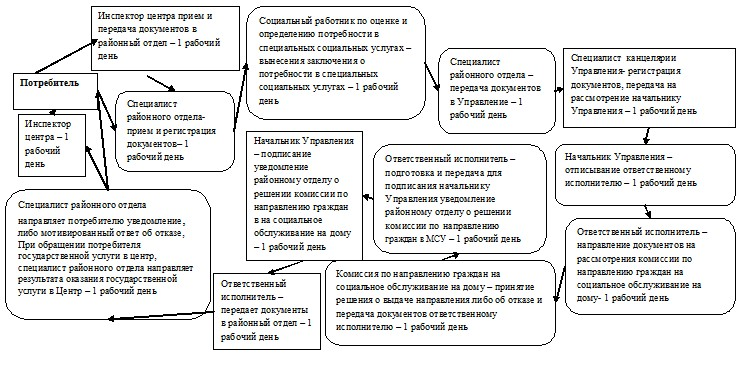 Инспектор центра прием и
передача документов в
районный отдел – 1 рабочий
день
Социальный работник по оценке и
определению потребности в
специальных социальных услугах –
вынесения заключения о
потребности в специальных
социальных услугах – 1 рабочий
день
Специалист
районного отдела –
передача документов
в Управление – 1
рабочий день
Специалист канцелярии
Управления- регистрация
документов, передача на
рассмотрение начальнику
Управления – 1 рабочий день
Потребитель
Специалист
районного отдела-
прием и регистрация
документов– 1
рабочий день
Инспектор
центра – 1
рабочий
день
Начальник Управления
– подписание
уведомление
районному отделу о
решении комиссии по
направлению граждан
в на социальное
обслуживание на дому
– 1 рабочий день
Ответственный исполнитель –
подготовка и передача для
подписания начальнику
Управления уведомление
районному отделу о решении
комиссии по направлению
граждан в МСУ – 1 рабочий день
Начальник Управления –
отписывание ответственному
исполнителю – 1 рабочий день
Специалист районного отдела
направляет потребителю уведомление,
либо мотивированный ответ об отказе,
При обращении потребителя
государственной услуги в центр,
специалист районного отдела направляет
результата оказания государственной
услуги в Центр – 1 рабочий день
Ответственный исполнитель –
направление документов на
рассмотрения комиссии по
направлению граждан на
социальное обслуживание на
дому- 1 рабочий день
Ответственный
исполнитель –
передает документы
в районный отдел – 1
рабочий день
Комиссия по направлению граждан на
социальное обслуживание на дому – принятие
решения о выдаче направления либо об отказе и
передача документов ответственному
исполнителю – 1 рабочий день